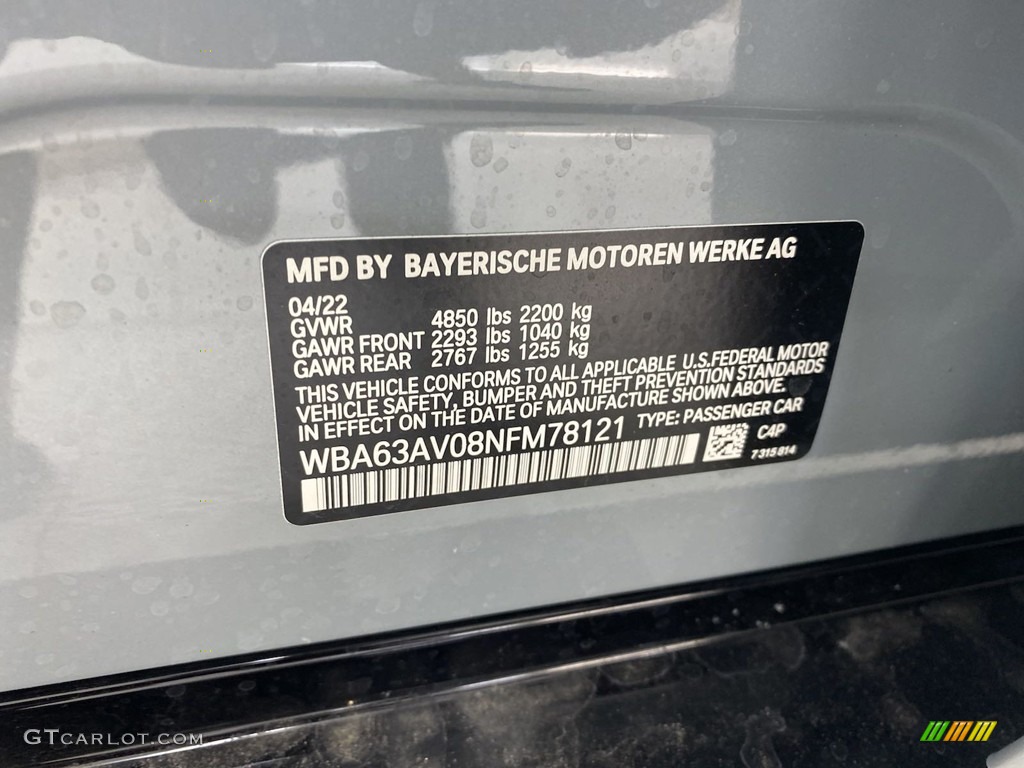 MFD BY BAYERISCHE MOTOREN WERKE AG
04/22
GVWR 4850 lbs 2200 kg
GAWR FRONT 2293 lbs 1040 kg
GAWR REAR 2767 lbs 1255 kg
THIS VEHICLE CONFORMS TO ALL APPLICABLE U.S.FEDERAL MOTOR
VEHICLE SAFETY, BUMPER AND THEFT PREVENTION STANDARDS
IN EFFECT ON THE DATE OF MANUFACTURE SHOWN ABOVE.
WBA63AV08NFM78121 TYPE: PASSENGER CAR
C4P
7315814
GTCARLOT.COM